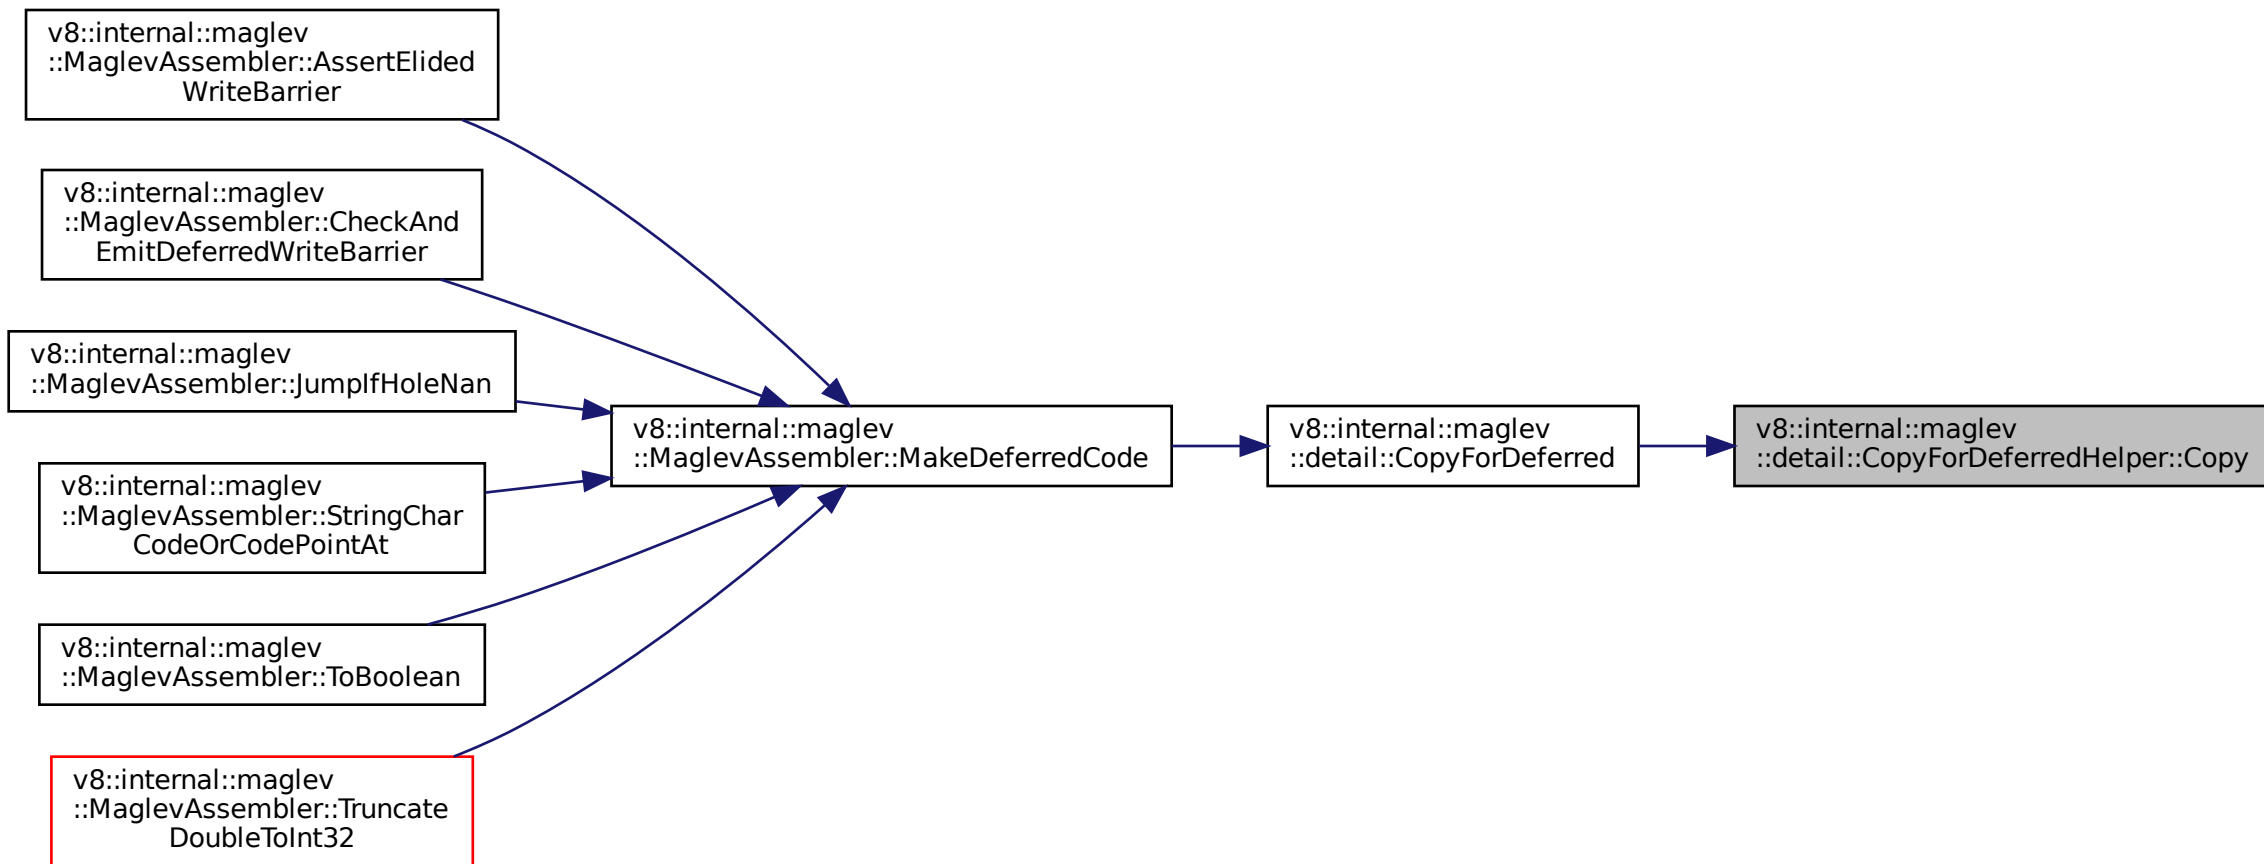 v8::internal::maglev
::MaglevAssembler::AssertElided
WriteBarrier
v8::internal::maglev
::MaglevAssembler::CheckAnd
EmitDeferredWriteBarrier
v8::internal::maglev
::MaglevAssembler::JumpIfHoleNan
v8::internal::maglev
::MaglevAssembler::StringChar
CodeOrCodePointAt
v8::internal::maglev
::MaglevAssembler::ToBoolean
v8::internal::maglev
::MaglevAssembler::Truncate
DoubleToInt32
v8::internal::maglev
::MaglevAssembler::MakeDeferredCode
v8::internal::maglev
::detail::CopyForDeferred
v8::internal::maglev
::detail::CopyForDeferredHelper::Copy